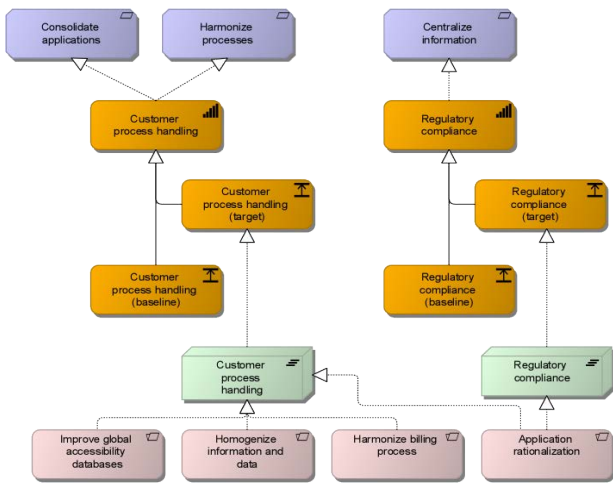 Consolidate
applications
Harmonize
processes
Centralize
information
Customer
process handling
Regulatory
compliance
Customer
process handling
(target)
Regulatory
compliance
(target)
Customer
process handling
(baseline)
Regulatory
compliance
(baseline)
Customer
process
handling
Regulatory
compliance
Improve global
accessibility
databases
Homogenize
information and
data
Harmonize billing
process
Application
rationalization